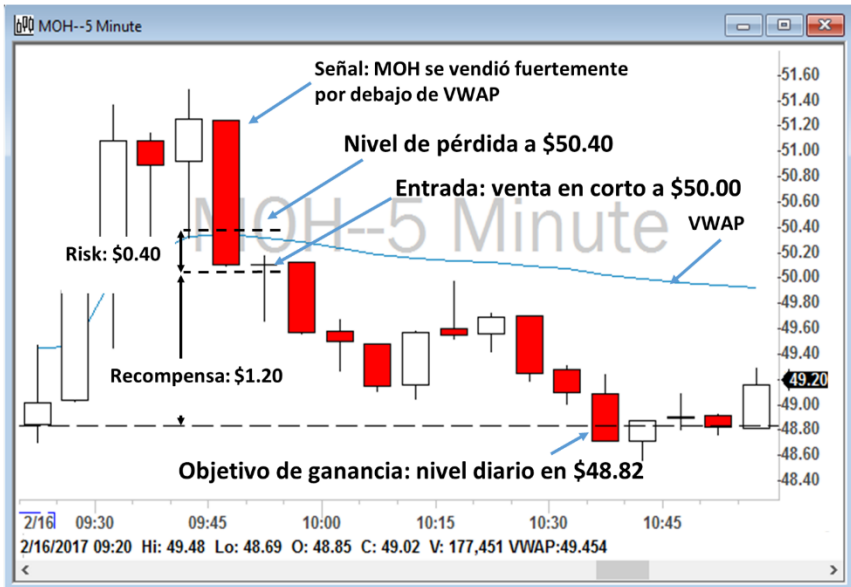 MOH--5 Minute
Señal: MOH se vendió fuertemente
por debajo de VWAP
Nivel de pérdida a $50.40
Entrada: venta en corto a $50.00
MOH--5 Minute
VWAP
Risk: $0.40
Recompensa: $1.20
Objetivo de ganancia: nivel diario en $48.82
51.60
51.40
51.20
51.00
50.80
50.60
50.40
50.20
50.00
49.80
49.60
49.40
49.20
49.00
48.80
48.60
48.40
2/16 09:30 09:45 10:00 10:15 10:30 10:45
2/16/2017 09:20 Hi: 49.48 Lo: 48.69 O: 48.85 C: 49.02 V: 177,451 VWAP:49.454